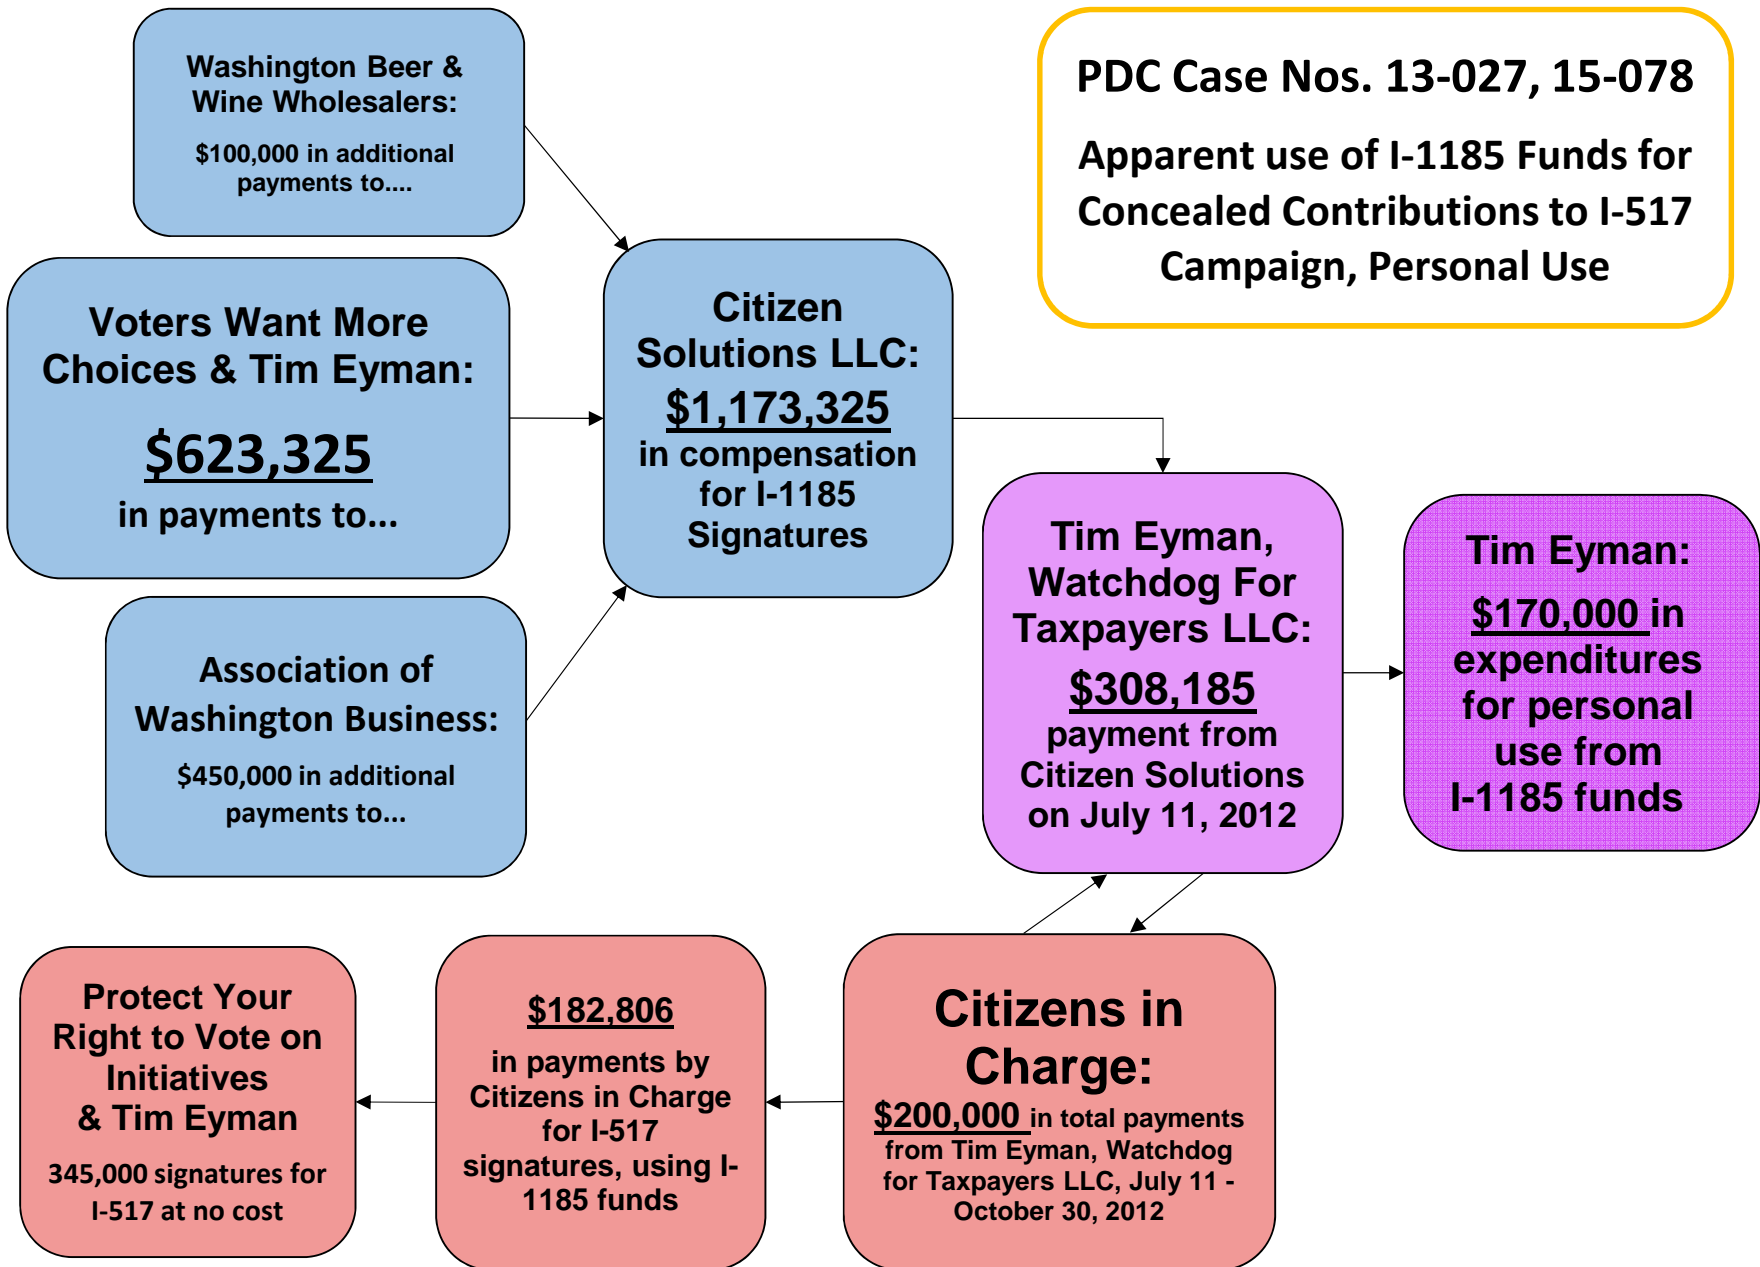 Washington Beer &
Wine Wholesalers:
$100,000 in additional
payments to....
PDC Case Nos. 13-027, 15-078
Apparent use of I-1185 Funds for
Concealed Contributions to I-517
Campaign, Personal Use
Voters Want More
Choices & Tim Eyman:
$623,325
in payments to...
Citizen
Solutions LLC:
$1,173,325
in compensation
for I-1185
Signatures
Association of
Washington Business:
$450,000 in additional
payments to...
Tim Eyman,
Watchdog For
Taxpayers LLC:
$308,185
payment from
Citizen Solutions
on July 11, 2012
Tim Eyman:
$170,000 in
expenditures
for personal
use from
I-1185 funds
Protect Your
Right to Vote on
Initiatives
& Tim Eyman
345,000 signatures for
I-517 at no cost
$182,806
in payments by
Citizens in Charge
for I-517
signatures, using I-
1185 funds
Citizens in
Charge:
$200,000 in total payments
from Tim Eyman, Watchdog
for Taxpayers LLC, July 11 -
October 30, 2012